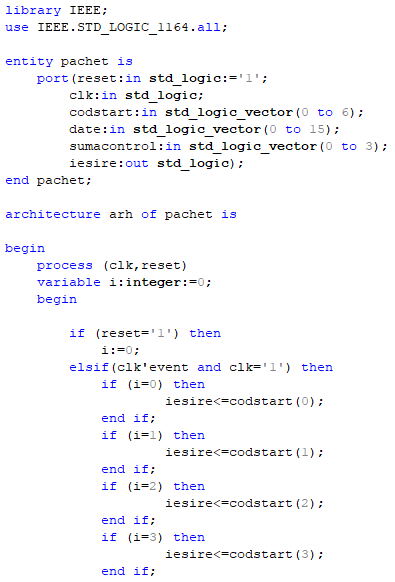 library IEEE;
use IEEE.STD_LOGIC_1164.all;
entity pachet is
port(reset:in std_logic:='1';
clk:in std_logic;
codstart:in std_logic_vector(0 to 6);
date:in std_logic_vector(0 to 15);
sumacontrol:in std_logic_vector(0 to 3);
iesire:out std_logic);
end pachet;
architecture arh of pachet is
begin
process (clk,reset)
variable i:integer:=0;
begin
if (reset='1') then
i:=0;
elsif(clk'event and clk='1') then
if (i=0) then
iesire<=codstart(0);
end if;
if (i=1) then
iesire<=codstart(1);
end if;
if (i=2) then
iesire<=codstart(2);
end if;
if (i=3) then
iesire<=codstart(3);
end if;